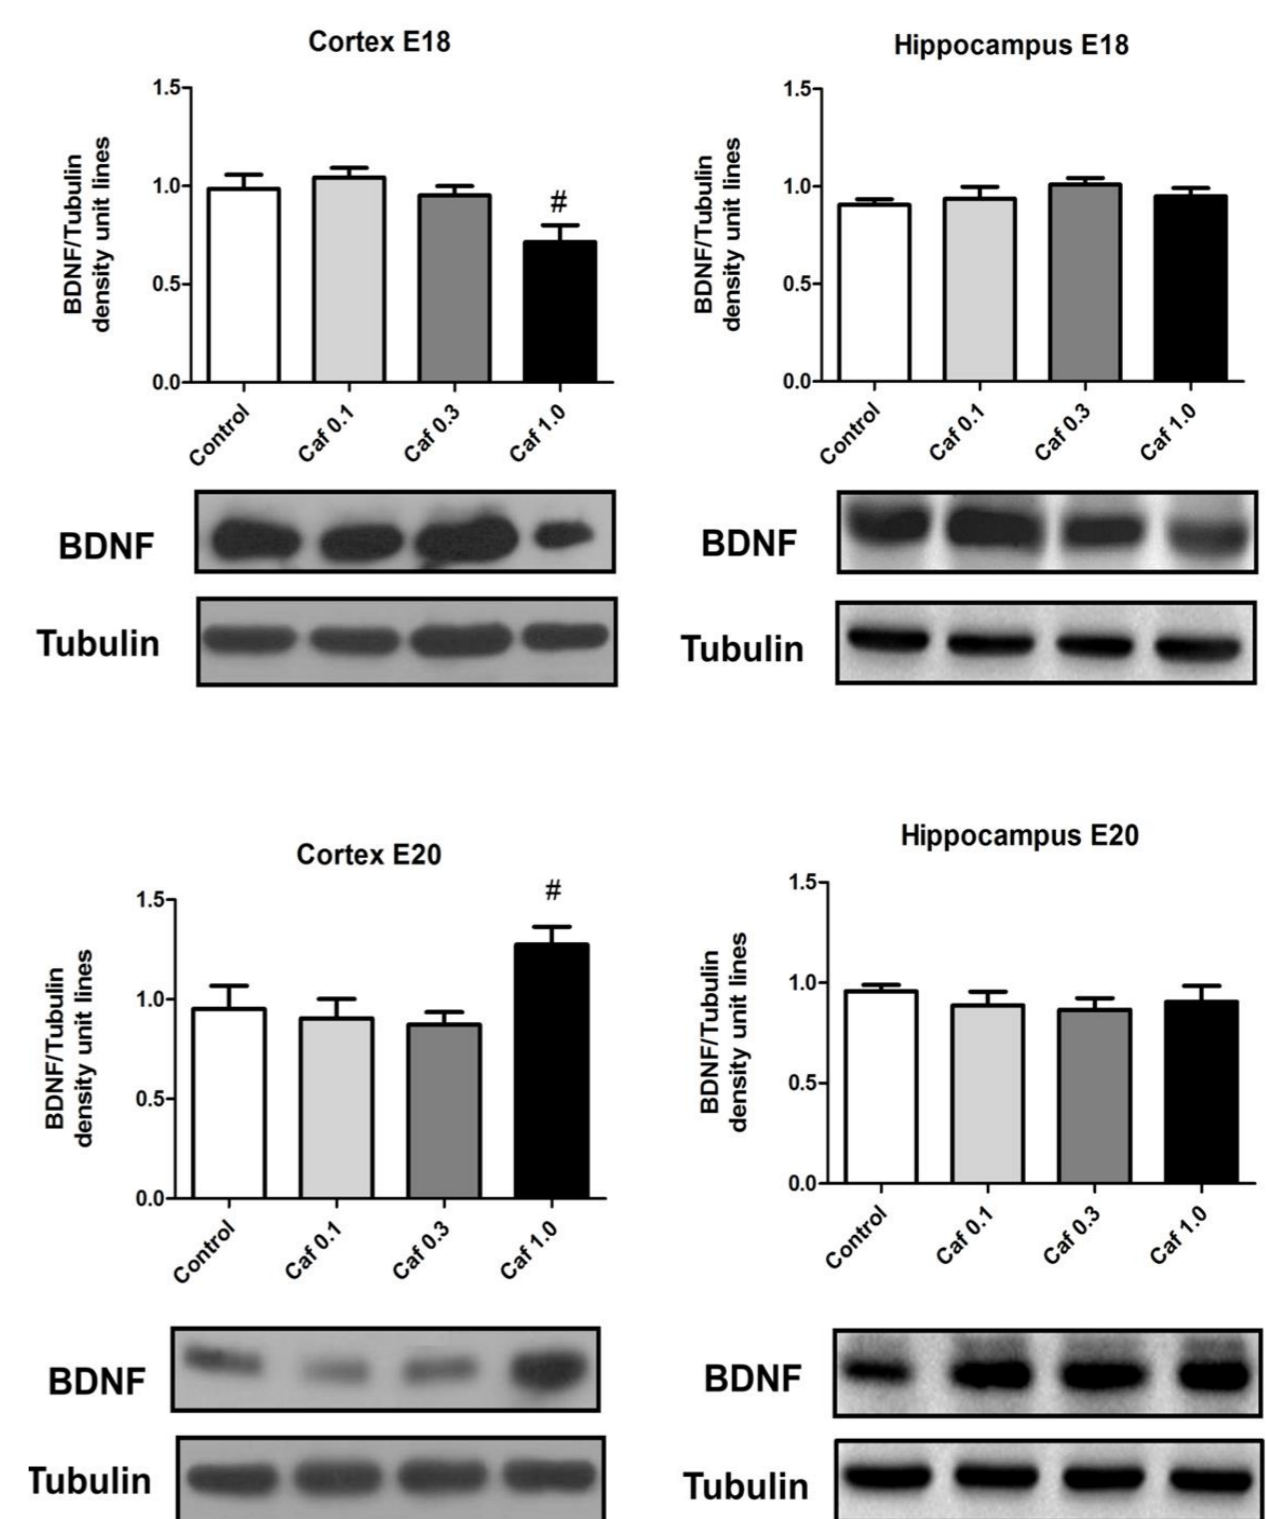 Cortex E18
1.5
1.0
0.5
0.0
BDNF/Tubulin
density unit lines
#
Control
Caf 0.1
Caf 0.3
Caf 1.0
BDNF
Tubulin
Hippocampus E18
1.5
1.0
0.5
0.0
BDNF/Tubulin
density unit lines
Control
Caf 0.1
Caf 0.3
Caf 1.0
BDNF
Tubulin
Cortex E20
1.5
1.0
0.5
0.0
BDNF/Tubulin
density unit lines
#
Control
Caf 0.1
Caf 0.3
Caf 1.0
BDNF
Tubulin
Hippocampus E20
1.5
1.0
0.5
0.0
BDNF/Tubulin
density unit lines
Control
Caf 0.1
Caf 0.3
Caf 1.0
BDNF
Tubulin